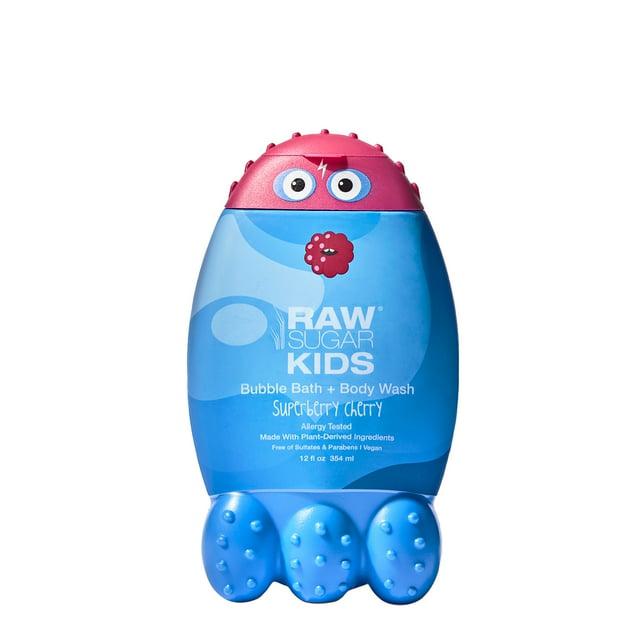 RAW®
SUGAR
KIDS
Bubble Bath + Body Wash
Superberry Cherry
Allergy Tested
Made With Plant-Derived Ingredients
Free of Sulfates & Parabens | Vegan
12 fl oz 354 ml